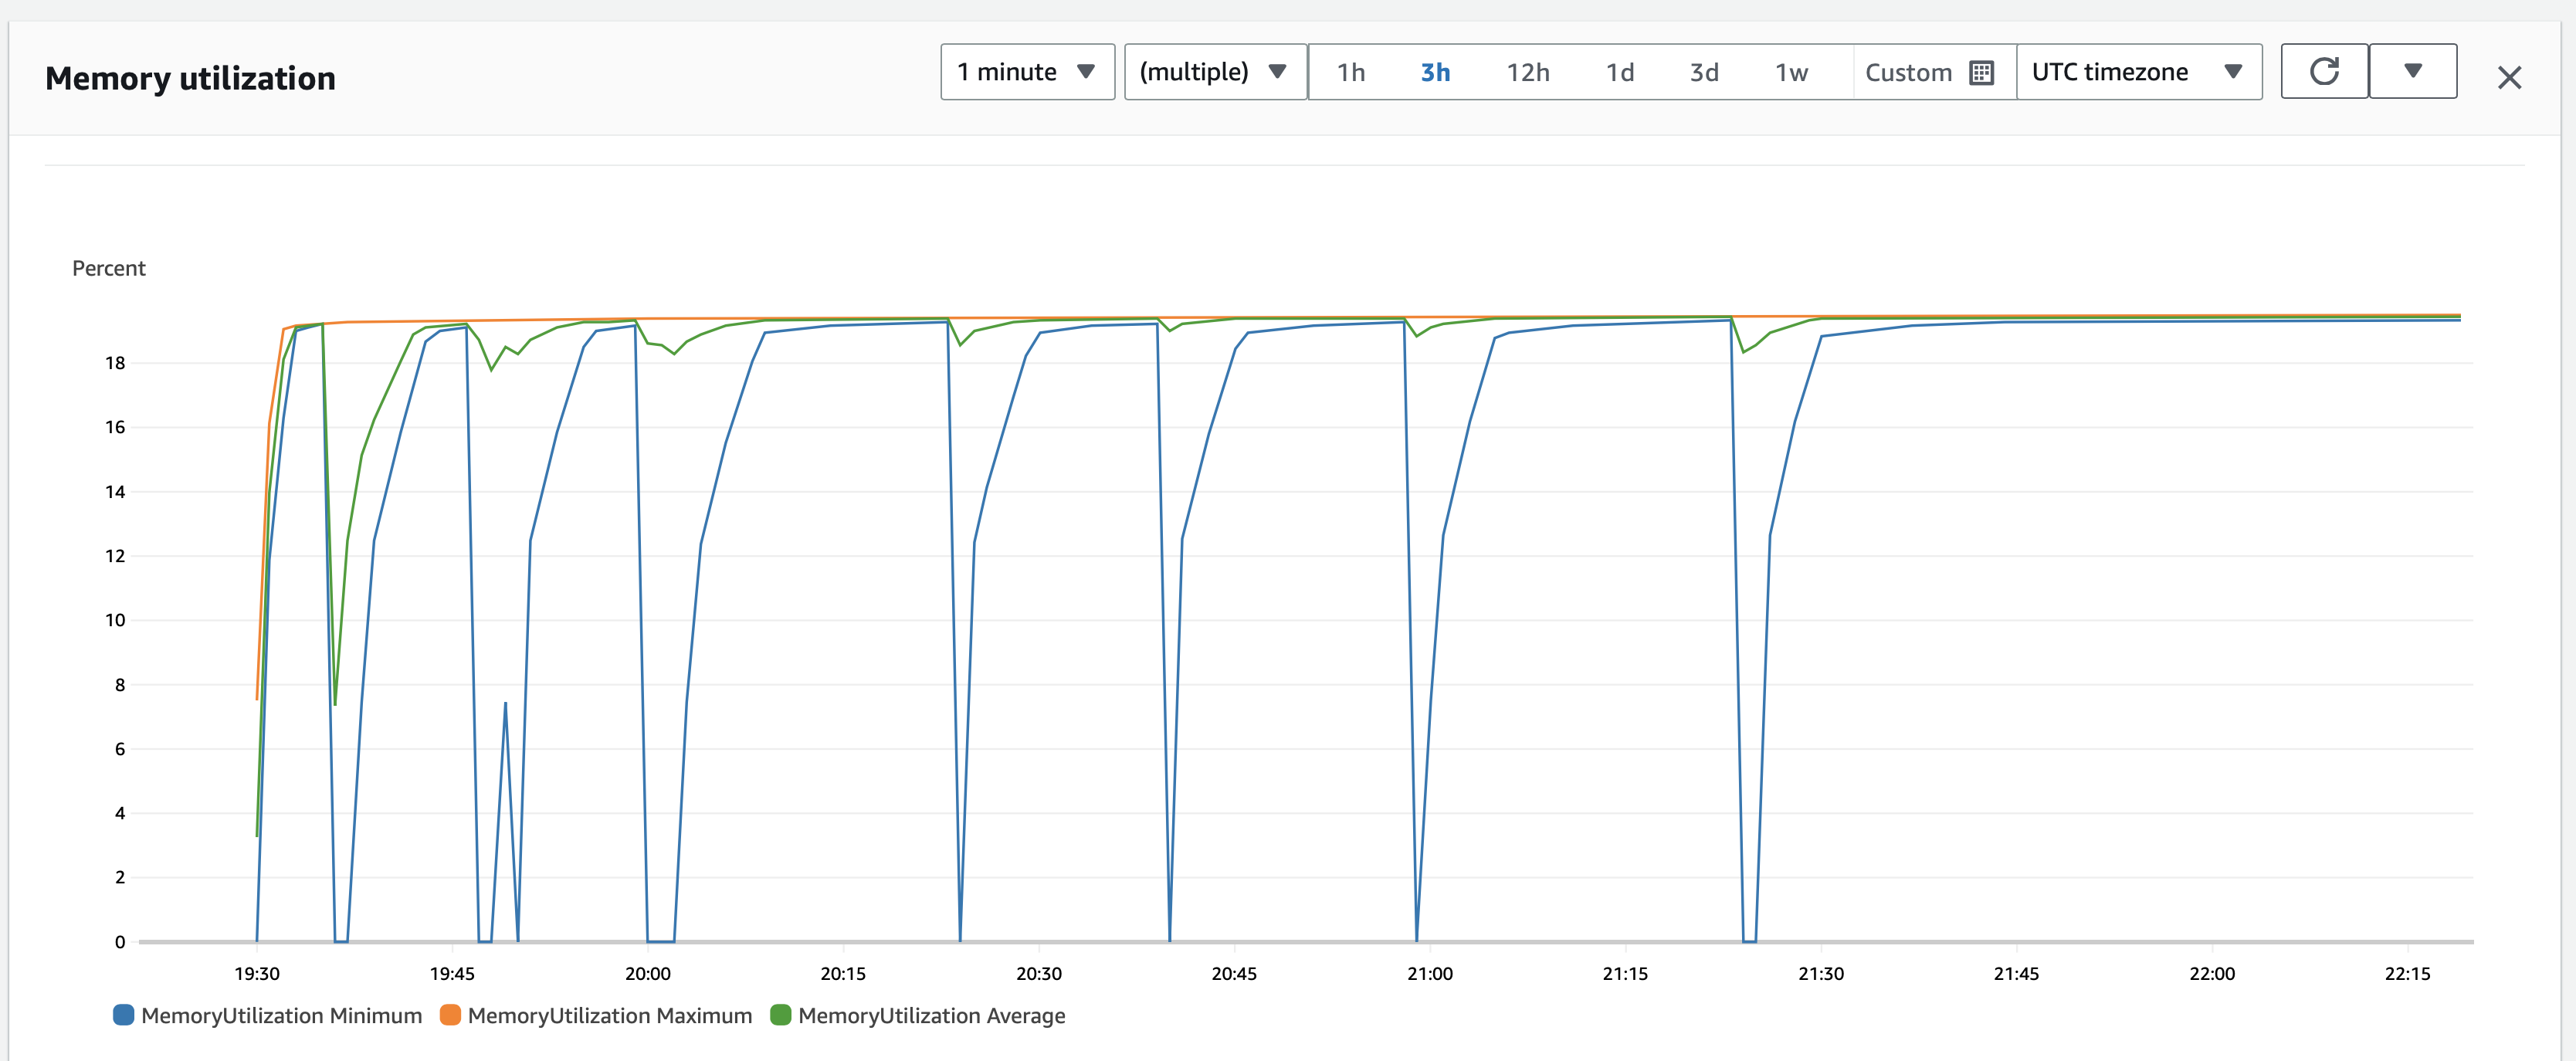 Memory utilization
1 minute (multiple) 1h 3h 12h 1d 3d 1w Custom UTC timezone
Percent
18
16
14
12
10
8
6
4
2
0
19:30 19:45 20:00 20:15 20:30 20:45 21:00 21:15 21:30 21:45 22:00 22:15
MemoryUtilization Minimum MemoryUtilization Maximum MemoryUtilization Average